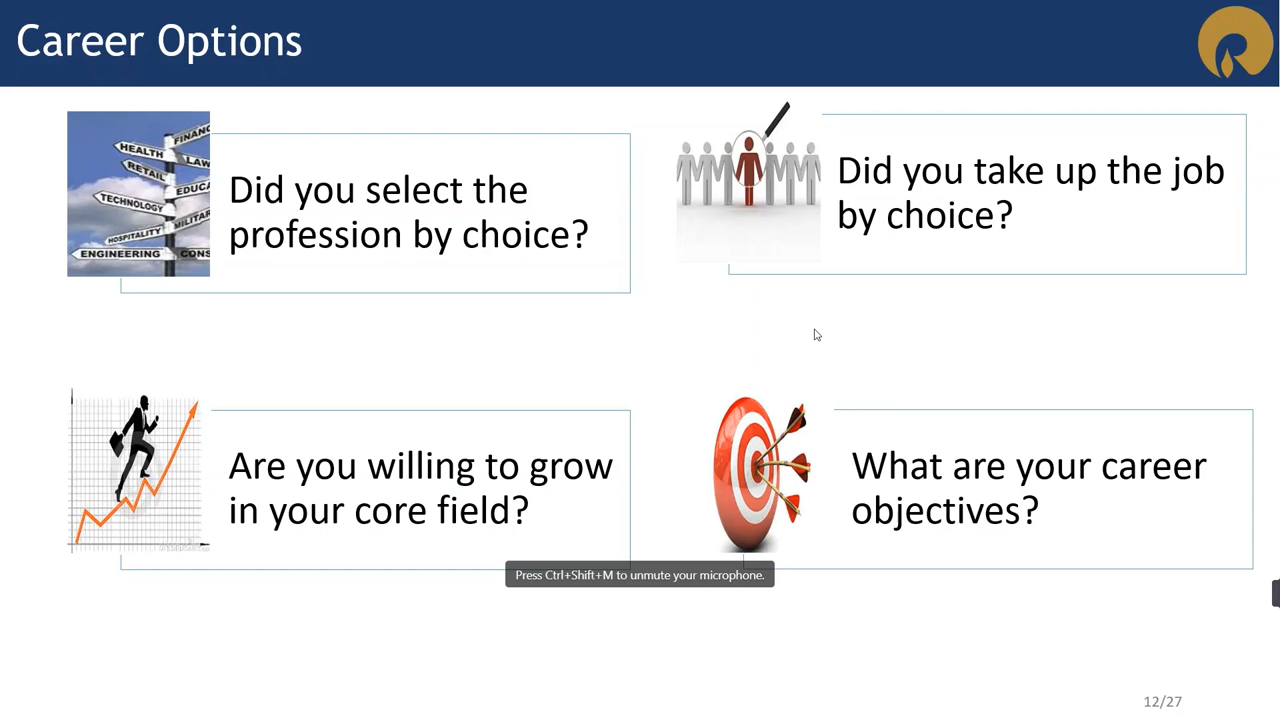 Career Options
FINANC
HEALTH
LAW
RETAIL
EDUCA
TECHNOLOGY
MILITAR
HOSPITALITY
ENGINEERING
CONS
Did you select the
profession by choice?
Did you take up the job
by choice?
Are you willing to grow
in your core field?
What are your career
objectives?
Press Ctrl+Shift+M to unmute your microphone.
12/27